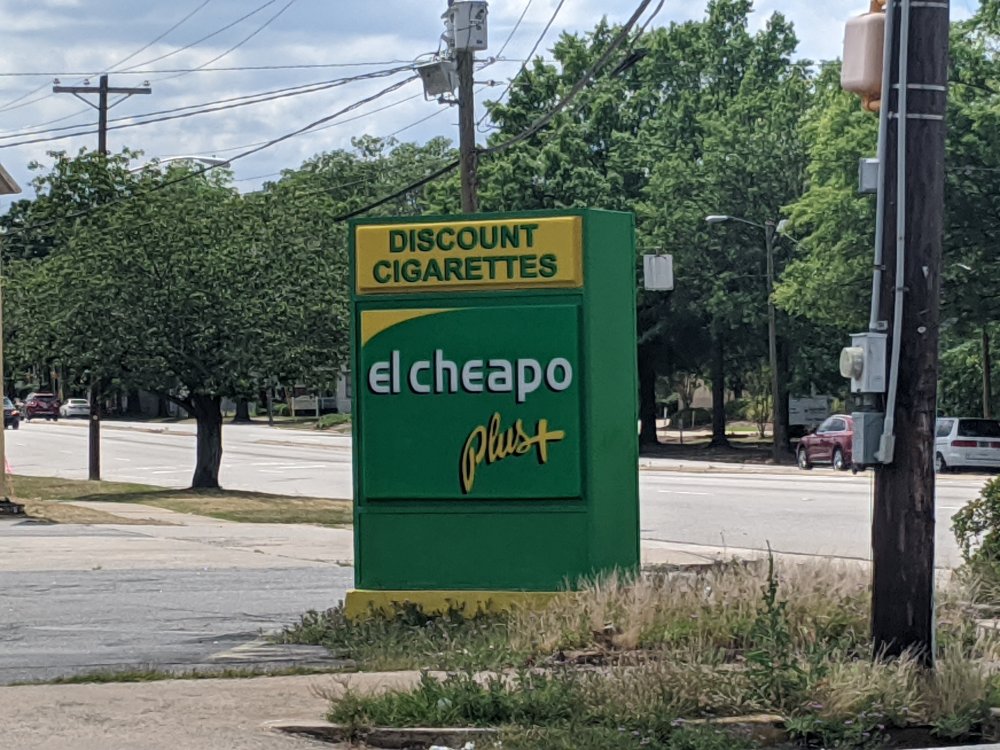 DISCOUNT
CIGARETTES
el cheapo
Plus+